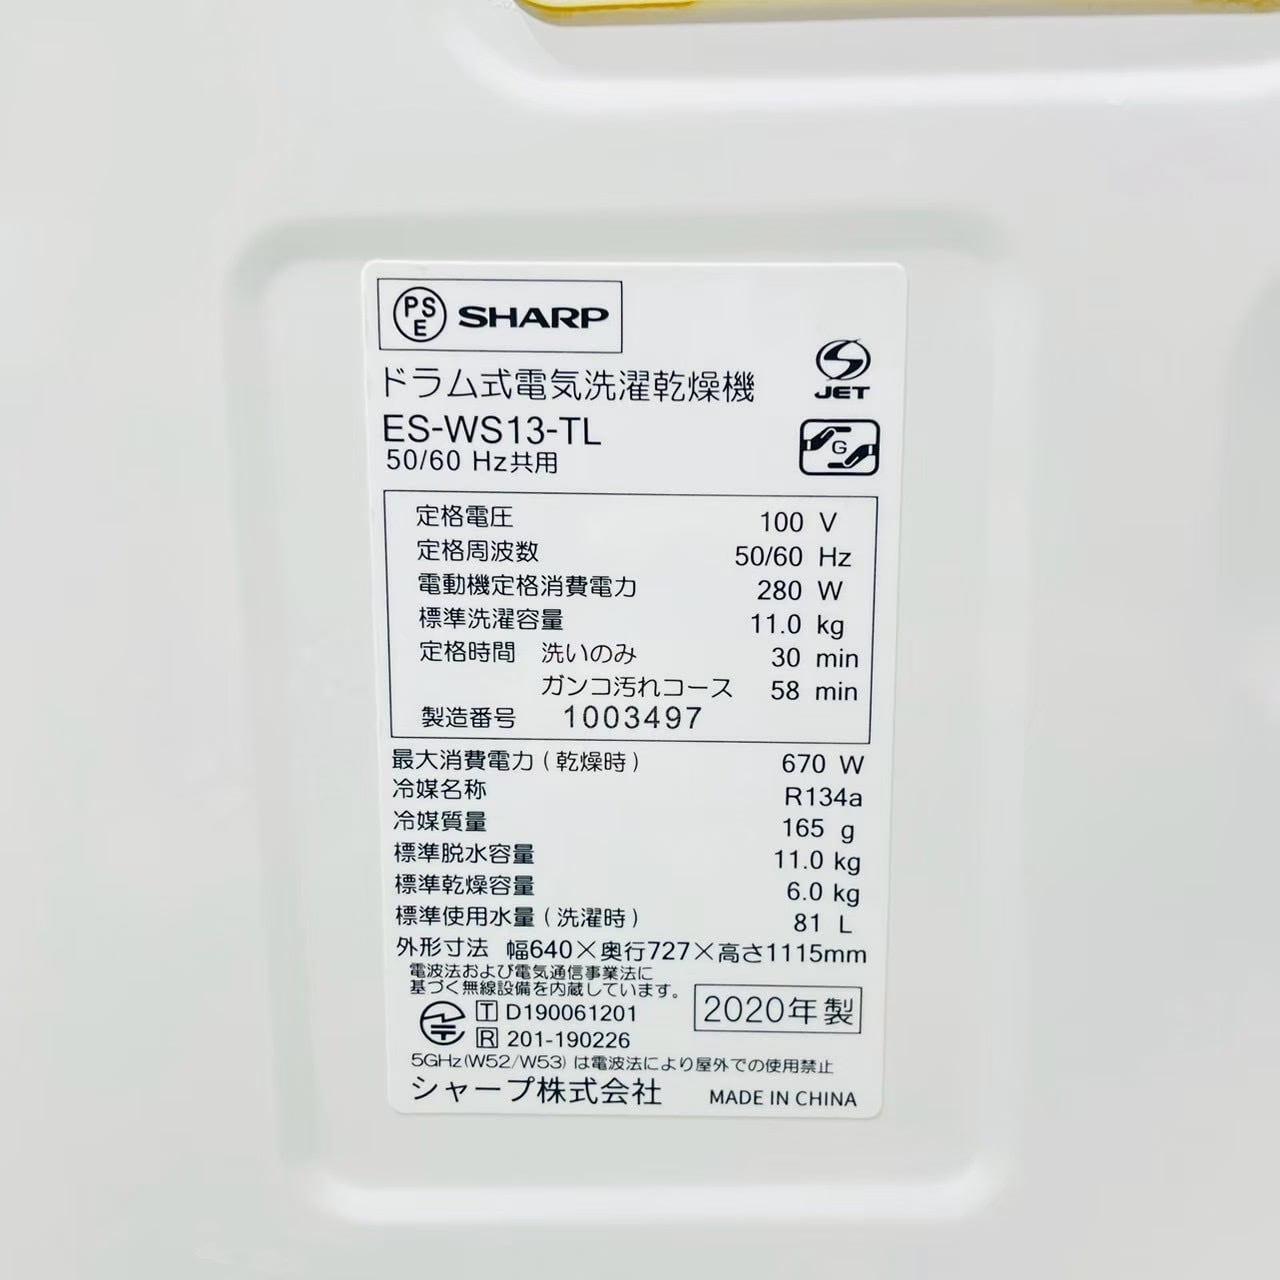 PSE SHARP
ドラム式電気洗濯乾燥機
JET
ES-WS13-TL
G
50/60 Hz共用
定格電圧 100 V
定格周波数 50/60 Hz
電動機定格消費電力 280 W
標準洗濯容量 11.0 kg
定格時間 洗いのみ 30 min
ガンコ汚れコース 58 min
製造番号 1003497
最大消費電力(乾燥時) 670 W
冷媒名称 R134a
冷媒質量 165 g
標準脱水容量 11.0 kg
標準乾燥容量 6.0 kg
標準使用水量(洗濯時) 81 L
外形寸法 幅640×奥行727×高さ1115mm
電波法および電気通信事業法に
基づく無線設備を内蔵しています。
T D190061201
R 201-190226
2020年製
5GHz(W52/W53)は電波法により屋外での使用禁止
シャープ株式会社 MADE IN CHINA